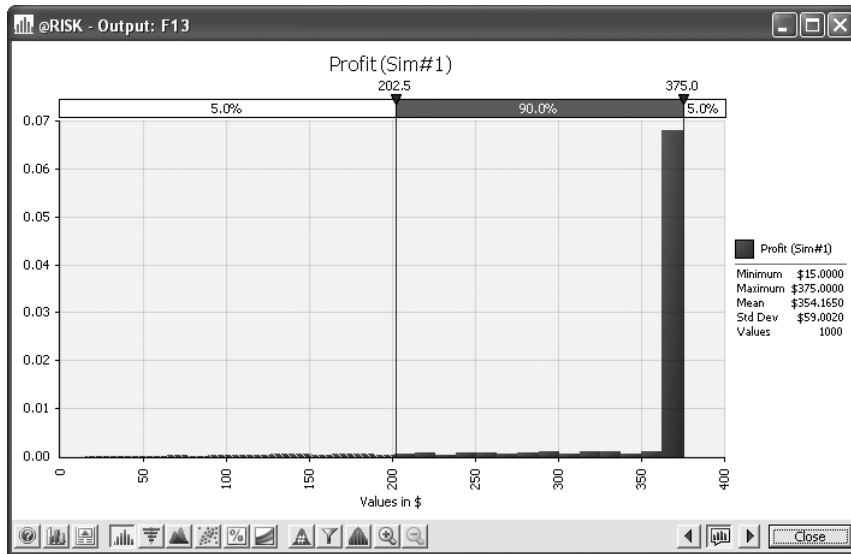 @RISK - Output: F13
Profit (Sim#1)
202.5 375.0
5.0% 90.0% 5.0%
0.07
0.06
0.05
0.04
0.03
0.02
0.01
0.00
0 50 100 150 200 250 300 350 400
Values in $
Profit (Sim#1)
Minimum $15.0000
Maximum $375.0000
Mean $354.1650
Std Dev $59.0020
Values 1000
Close